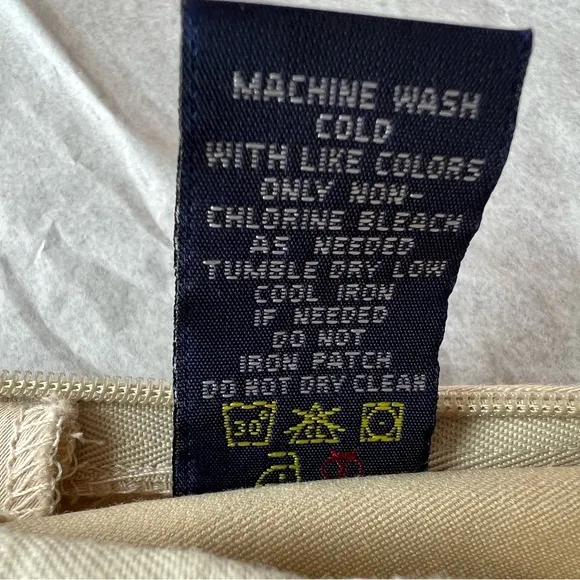 MACHINE WASH
COLD
WITH LIKE COLORS
ONLY NON-
CHLORINE BLEACH
AS NEEDED
TUMBLE DRY LOW
COOL IRON
IF NEEDED
DO NOT
IRON PATCH
DO NOT DRY CLEAN
30°